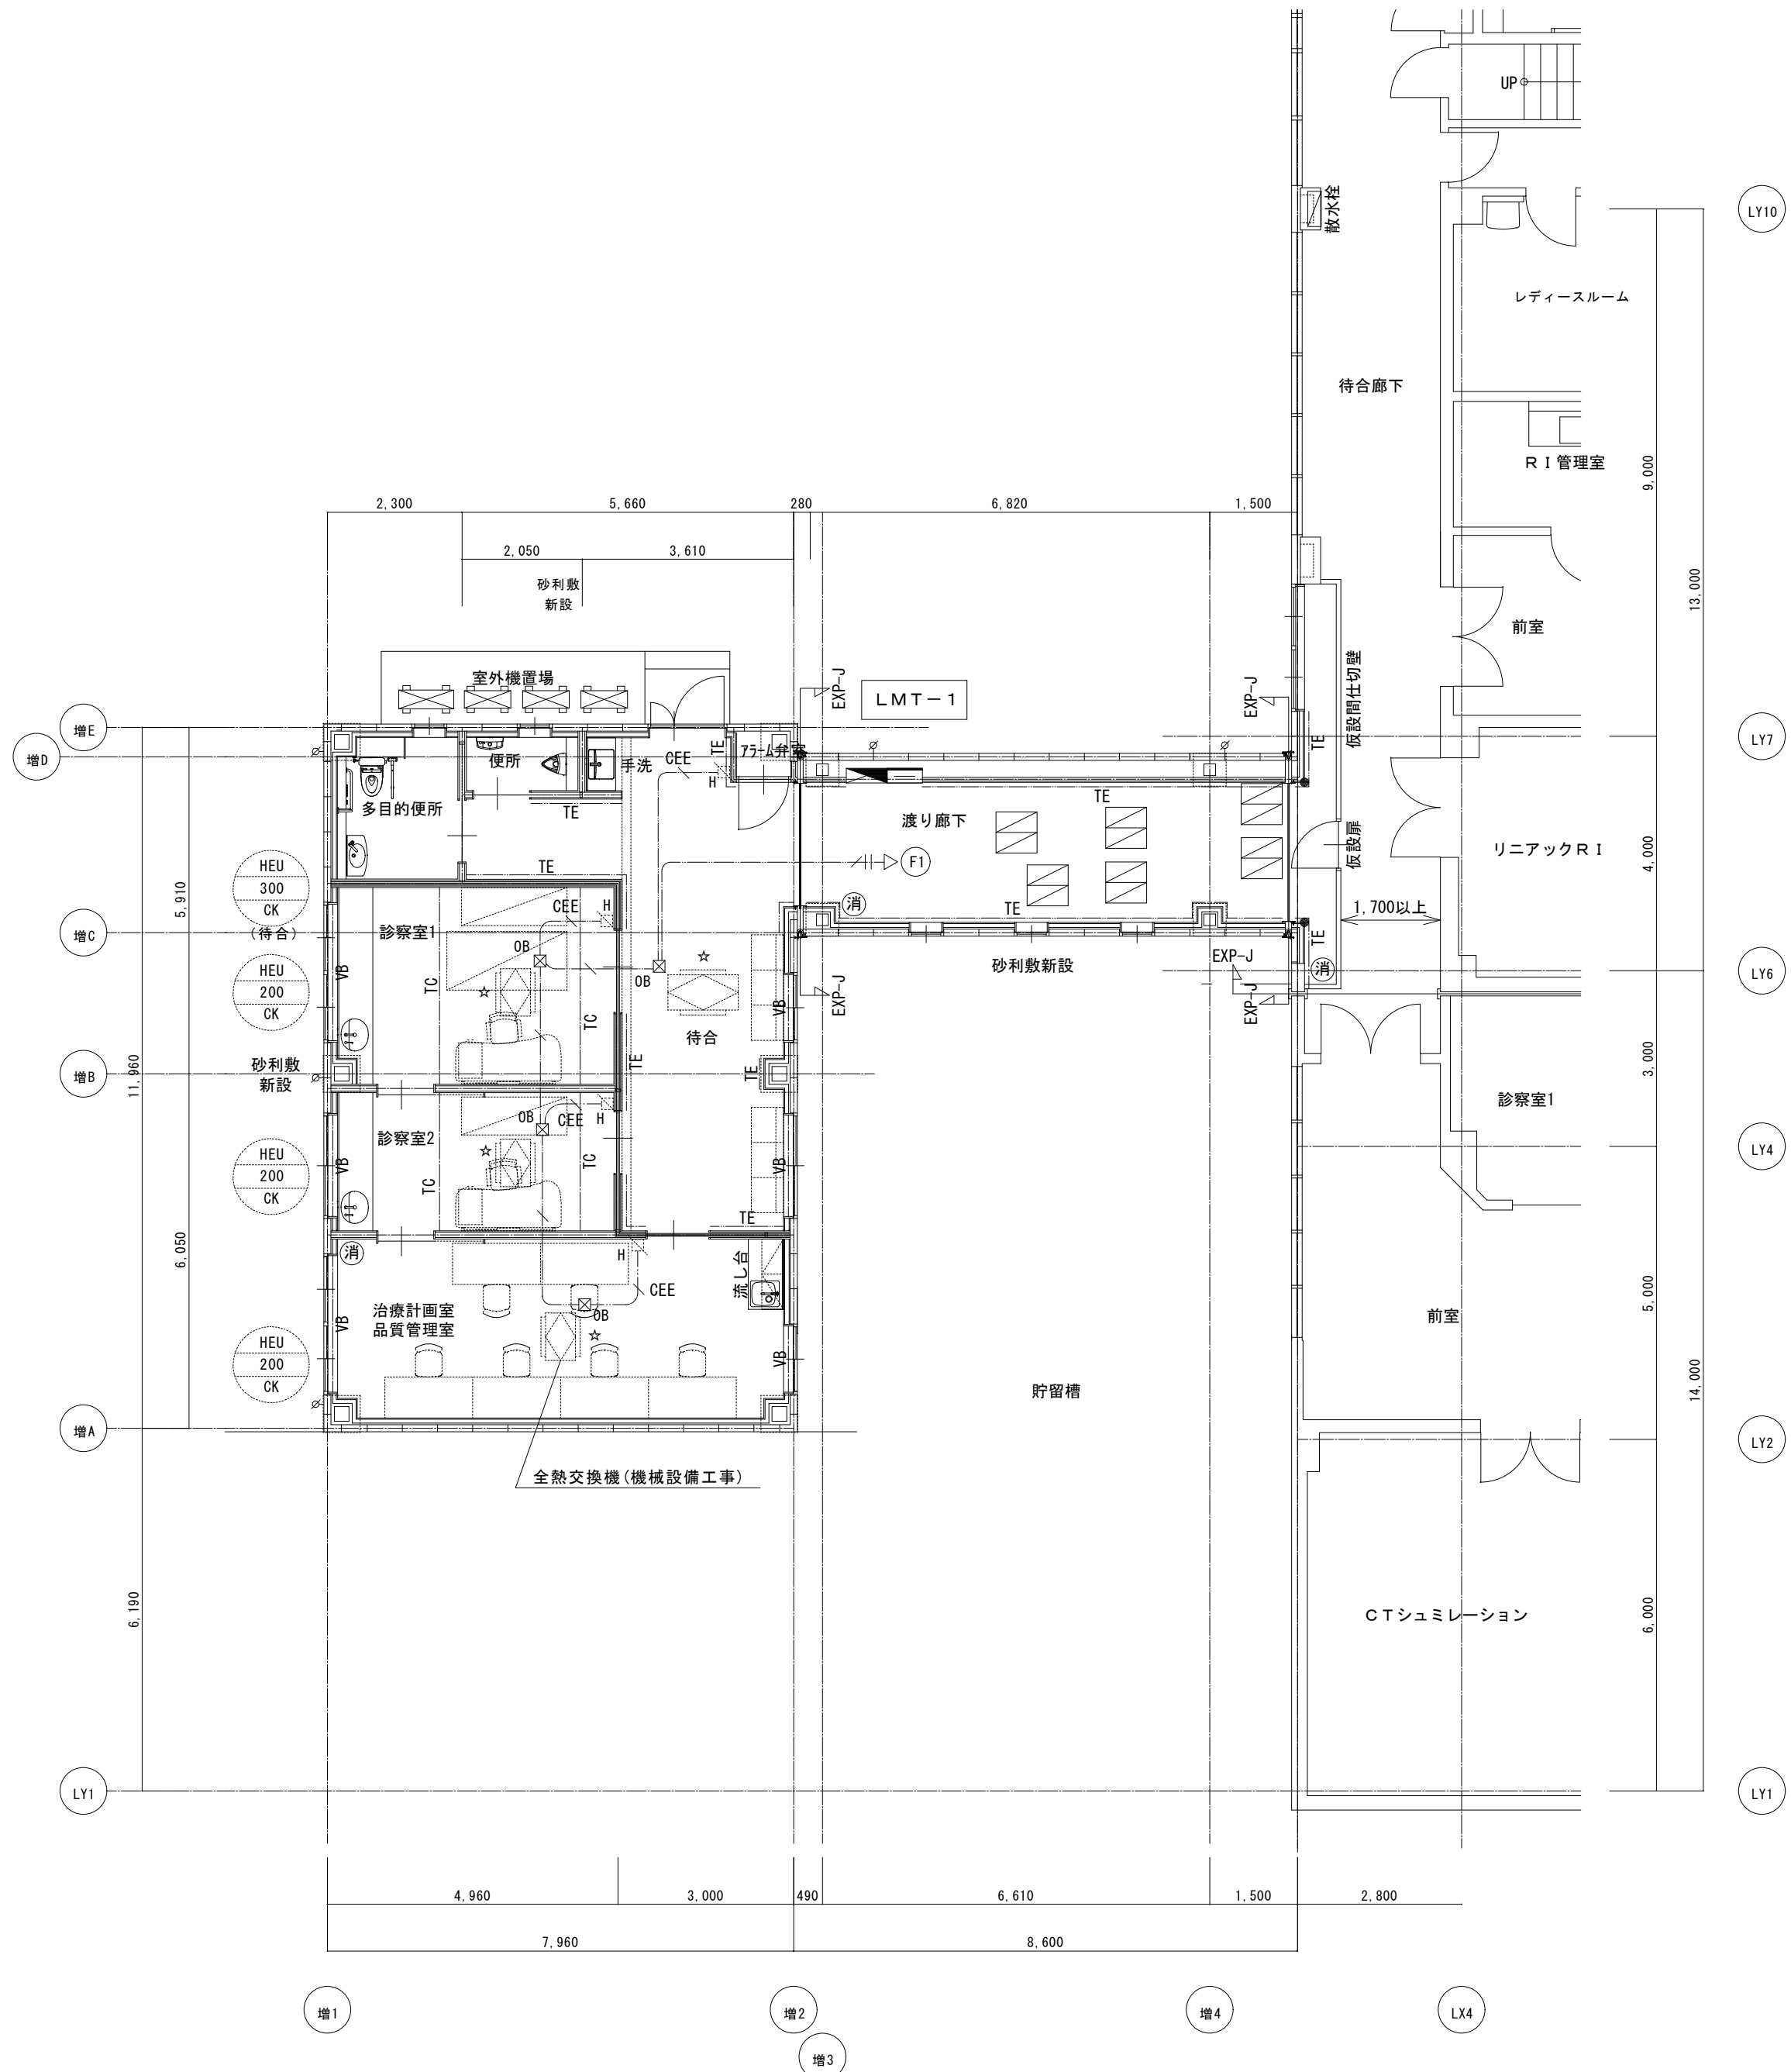 UP
LY10
散水栓
レディースルーム
待合廊下
ＲＩ管理室
9,000
2,300
5,660
280
6,820
1,500
2,050
3,610
砂利敷
新設
13,000
前室
室外機置場
EXP-J
LMT－1
EXP-J
仮設間仕切壁
増E
増D
TE
LY7
便所
手洗
CEE
TE
アラーム弁室
H
多目的便所
TE
TE
渡り廊下
仮設扉
リニアックＲＩ
4,000
HEU
300
CK
(待合)
TE
F1
5,910
消
TE
1,700以上
CEE
H
増C
診察室1
OB
☆
TE
消
HEU
200
CK
VB
TC
☆
OB
砂利敷新設
EXP-J
LY6
TC
VB
EXP-J
EXP-J
待合
11,960
砂利敷
新設
増B
TE
TE
3,000
診察室1
OB
CEE
H
診察室2
☆
HEU
200
CK
VB
TC
TC
VB
LY4
TE
6,050
消
H
流し台
CEE
5,000
治療計画室
品質管理室
OB
☆
前室
HEU
200
CK
VB
VB
貯留槽
14,000
増A
LY2
全熱交換機(機械設備工事)
6,190
ＣＴシュミレーション
6,000
LY1
LY1
4,960
3,000
490
6,610
1,500
2,800
7,960
8,600
増1
増2
増4
LX4
増3